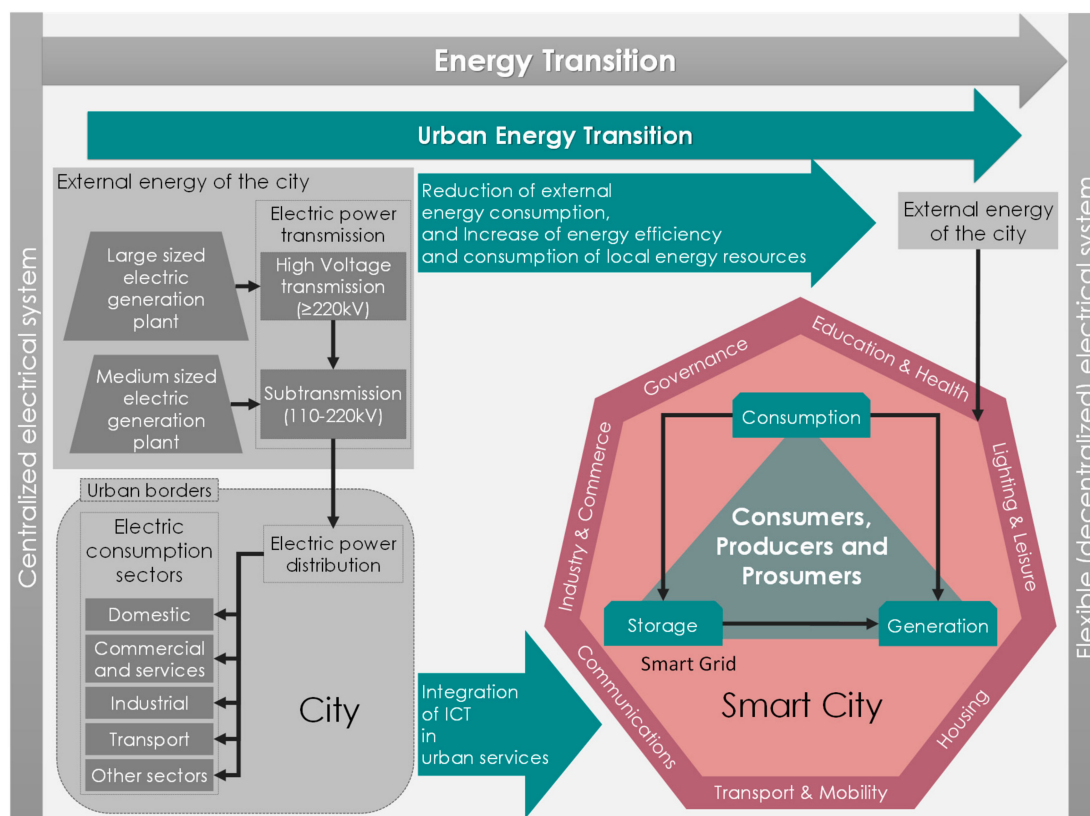 Energy Transition
Urban Energy Transition
Centralized electrical system
External energy of the city
Large sized
electric
generation
plant
Medium sized
electric
generation
plant
Electric power
transmission
High Voltage
transmission
(≥220kV)
Subtransmission
(110-220kV)
Urban borders
Electric
consumption
sectors
Domestic
Commercial
and services
Industrial
Transport
Other sectors
Electric power
distribution
City
Reduction of external
energy consumption,
and Increase of energy efficiency
and consumption of local energy resources
Integration
of ICT
in
urban services
External energy
of the city
Governance
Education & Health
Lighting & Leisure
Housing
Transport & Mobility
Communications
Industry & Commerce
Consumption
Consumers,
Producers and
Prosumers
Storage
Generation
Smart Grid
Smart City
Flexible (decentralized) electrical system